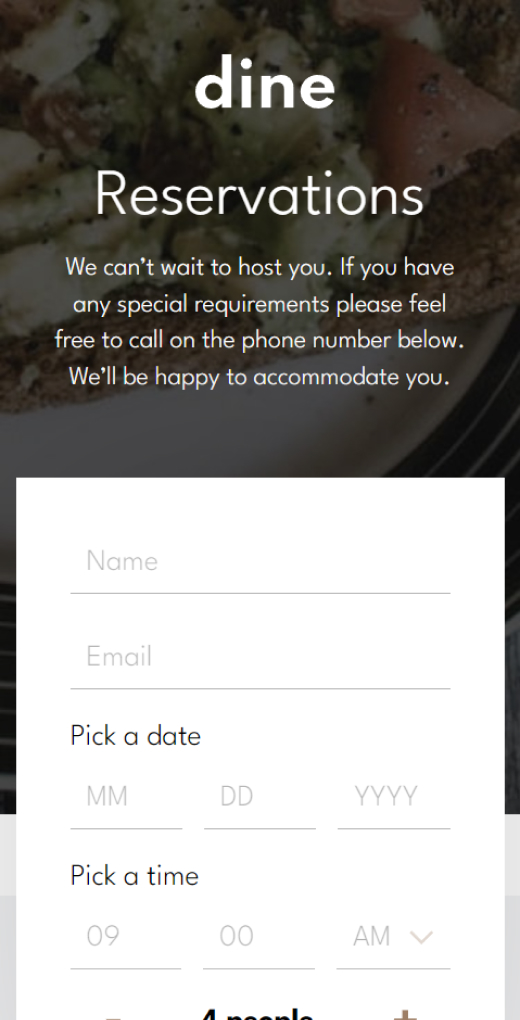 dine
Reservations
We can’t wait to host you. If you have
any special requirements please feel
free to call on the phone number below.
We’ll be happy to accommodate you.
Name
Email
Pick a date
MM DD YYYY
Pick a time
09 00 AM
- 4 people +